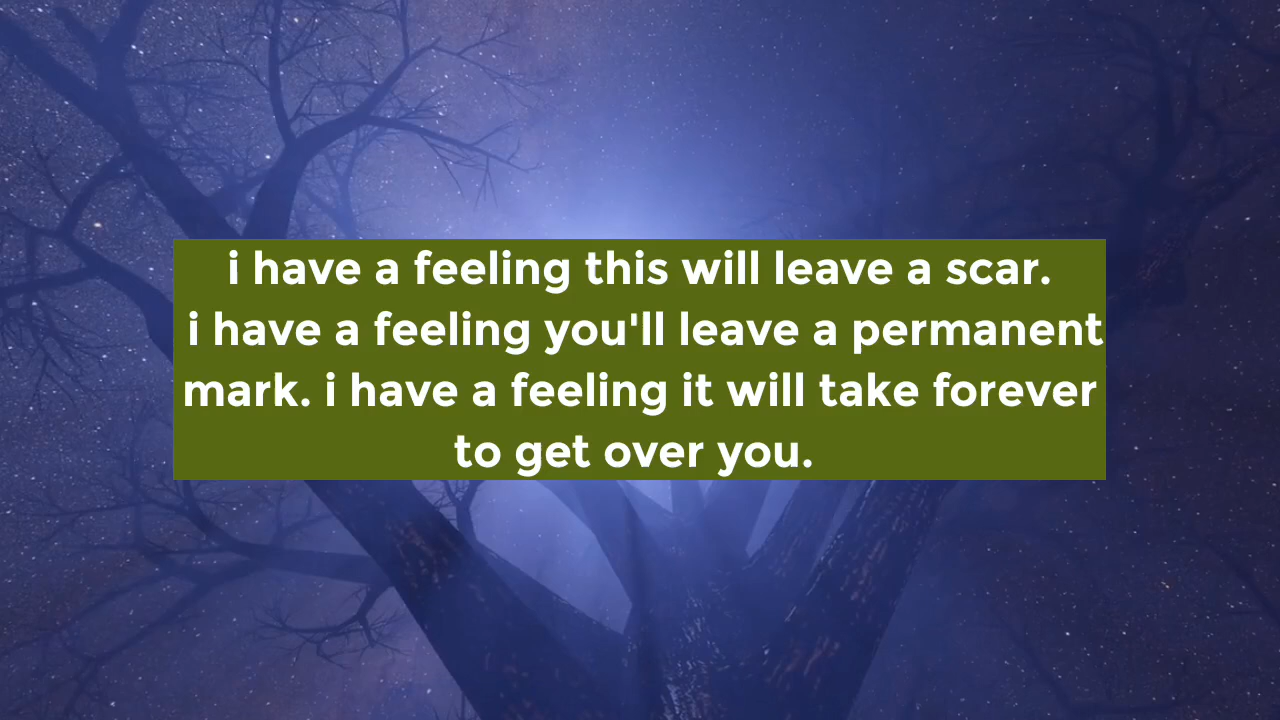 i have a feeling this will leave a scar.
i have a feeling you'll leave a permanent
mark. i have a feeling it will take forever
to get over you.